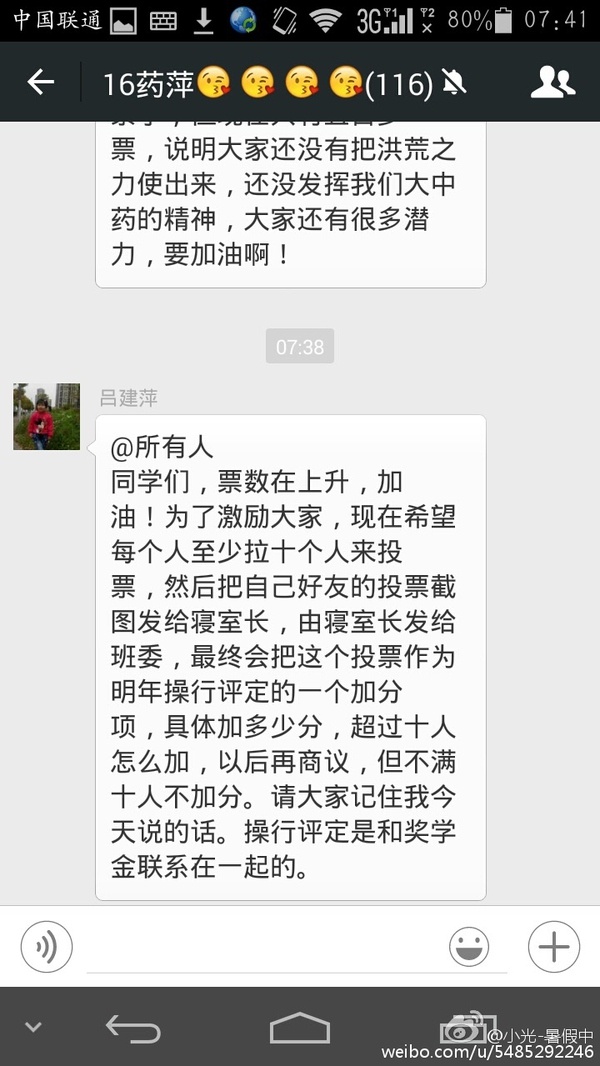 中国联通 3G 80% 07:41
16药萍😘😘😘😘(116)
票，说明大家还没有把洪荒之
力使出来，还没发挥我们大中
药的精神，大家还有很多潜
力，要加油啊！
07:38
吕建萍
@所有人
同学们，票数在上升，加
油！为了激励大家，现在希望
每个人至少拉十个人来投
票，然后把自己好友的投票截
图发给寝室长，由寝室长发给
班委，最终会把这个投票作为
明年操行评定的一个加分
项，具体加多少分，超过十人
怎么加，以后再商议，但不满
十人不加分。请大家记住我今
天说的话。操行评定是和奖学
金联系在一起的。
@小光-暑假中
weibo.com/u/5485292246